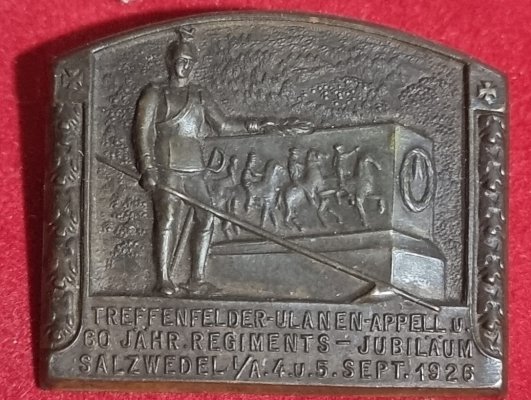 TREFFENFELDER-ULANEN-APPELL U.
60 JÄHR. REGIMENTS - JUBILÄUM
SALZWEDEL I/A. 4. U. 5. SEPT. 1926